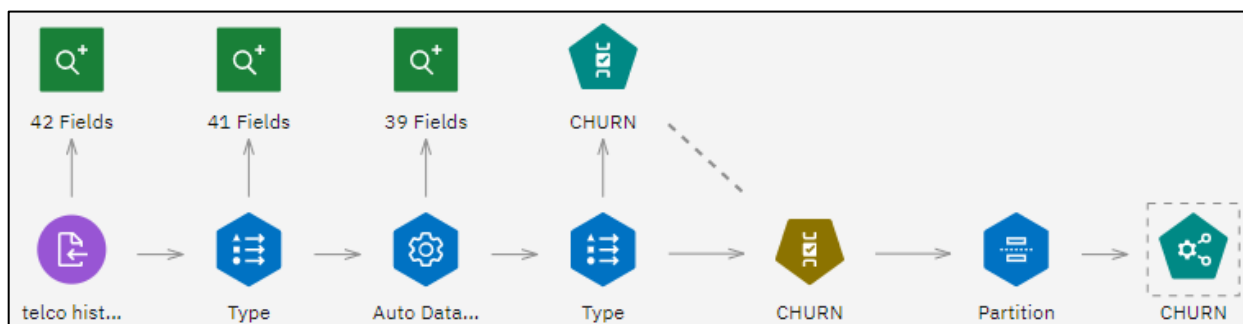 42 Fields
41 Fields
39 Fields
CHURN
telco hist...
Type
Auto Data...
Type
CHURN
Partition
CHURN